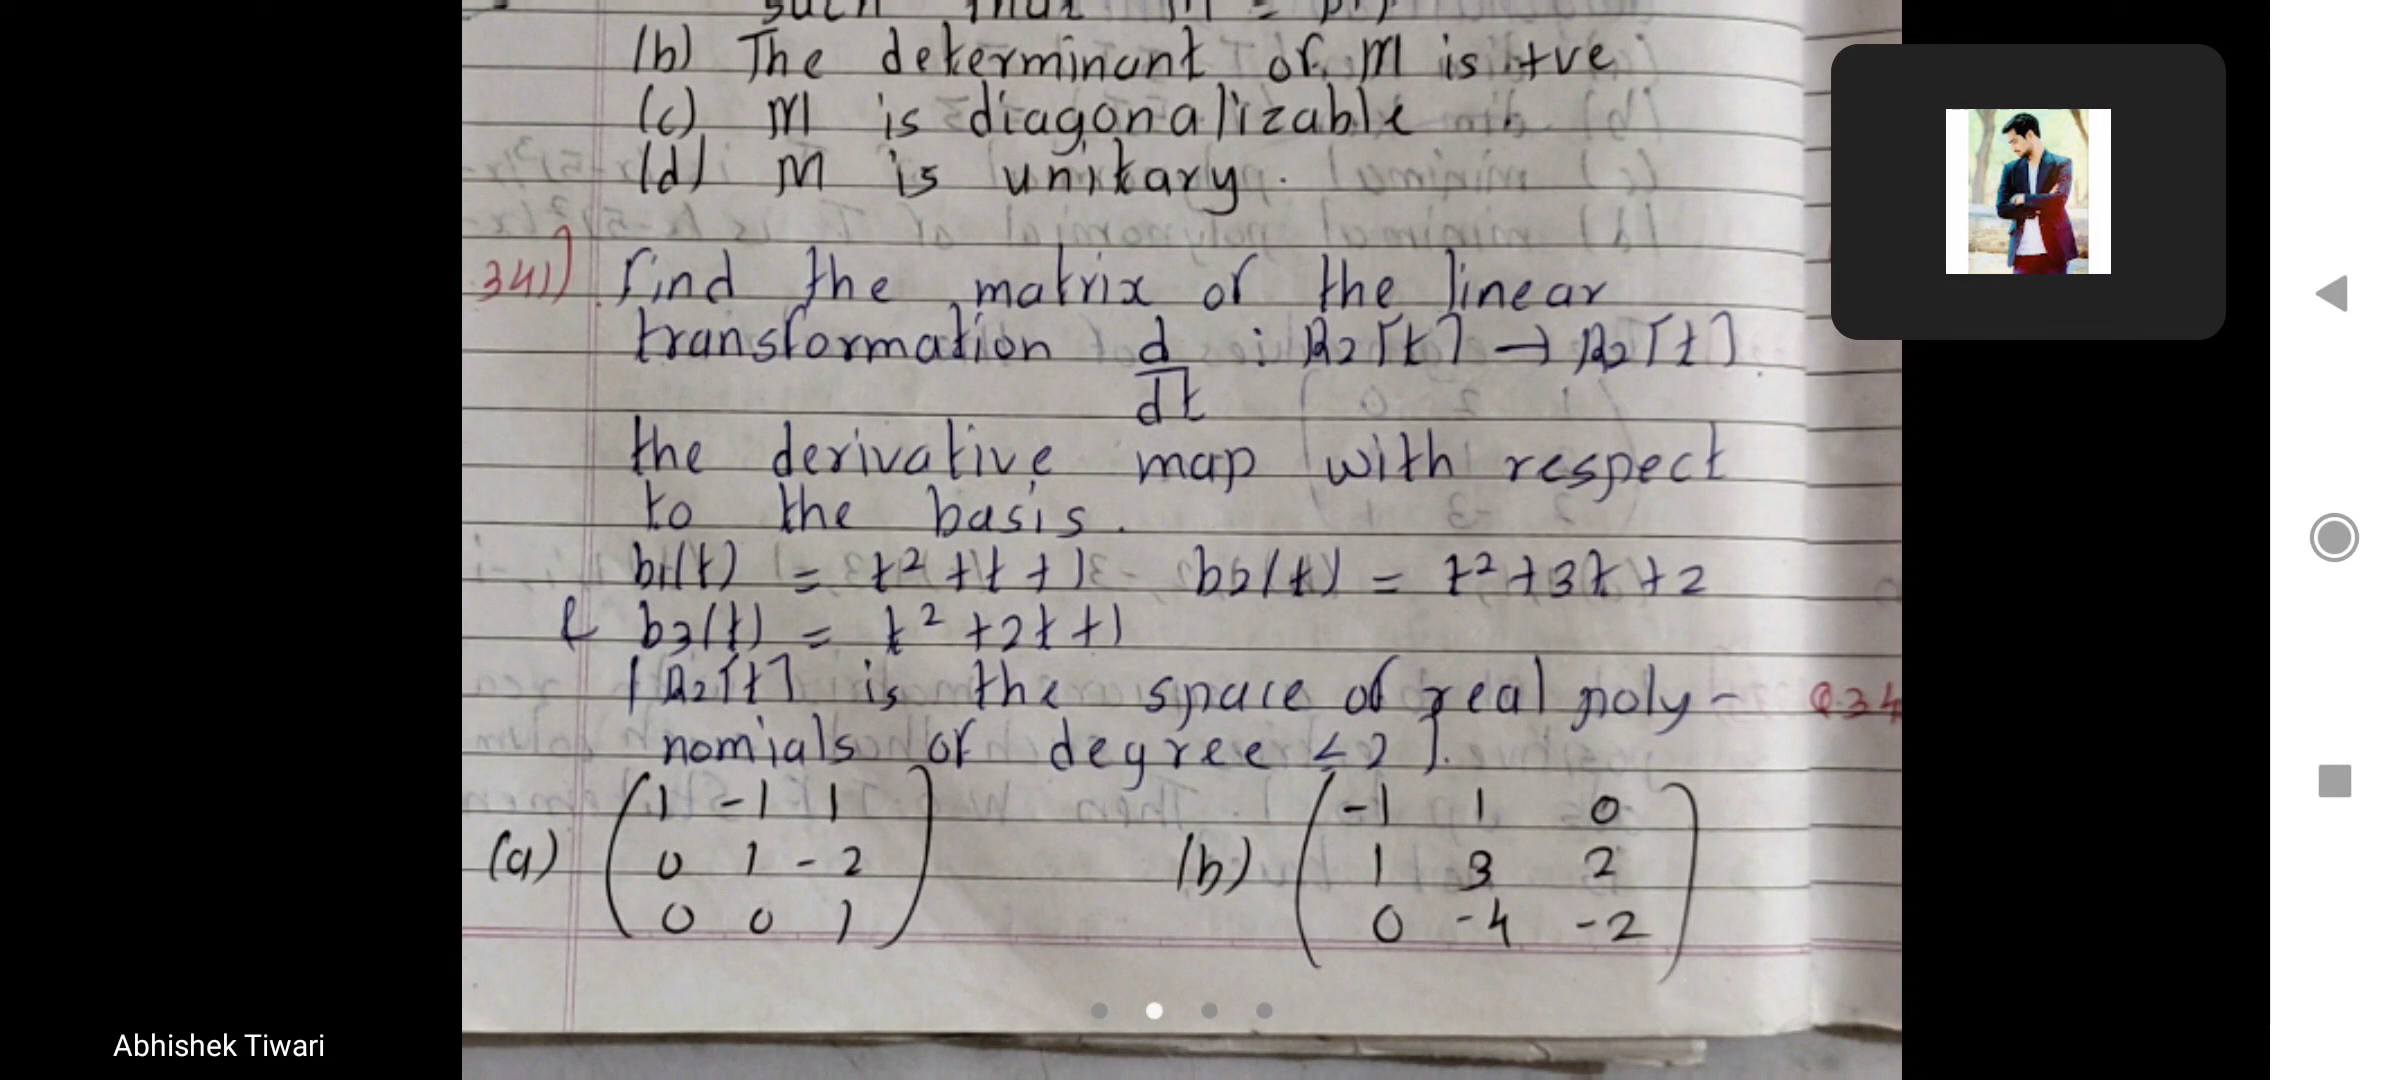 (b) The determinant of M is +ve
(c) M is diagonalizable
(d) M is unitary.
341) find the matrix of the linear
transformation d/dt : R2[t] → R2[t]
the derivative map with respect
to the basis.
b1(t) = t² + t + 1 b2(t) = t² + 3t + 2
& b3(t) = t² + 2t + 1
[R2[t] is the space of real poly-
nomials of degree ≤ 2].
(a) (1 -1 1
0 1 -2
0 0 1)
(b) (-1 1 0
1 3 2
0 -4 -2)
Q34
Abhishek Tiwari